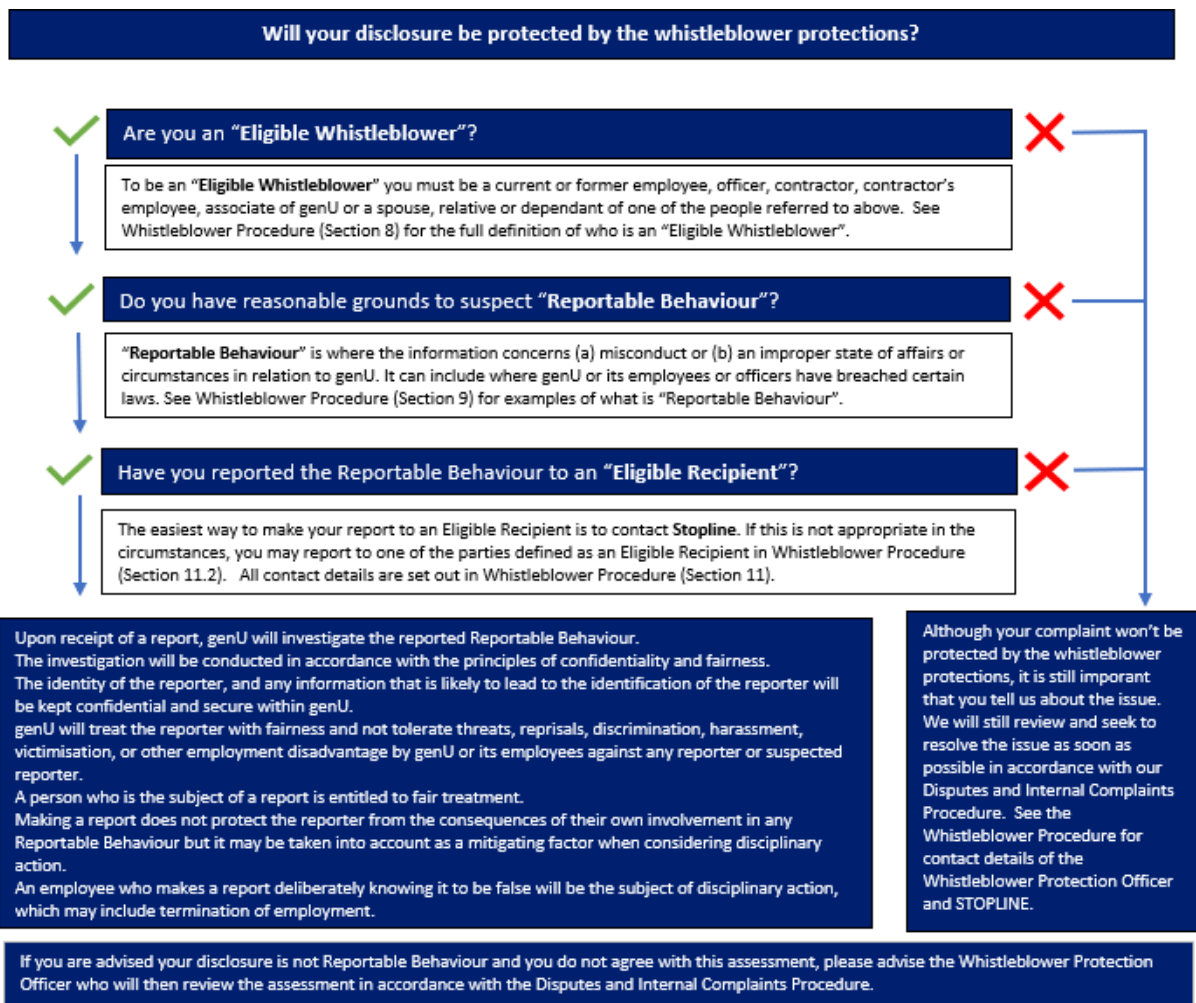 Will your disclosure be protected by the whistleblower protections?
Are you an “Eligible Whistleblower”?
To be an “Eligible Whistleblower” you must be a current or former employee, officer, contractor, contractor’s
employee, associate of genU or a spouse, relative or dependant of one of the people referred to above.  See
Whistleblower Procedure (Section 8) for the full definition of who is an “Eligible Whistleblower”.
Do you have reasonable grounds to suspect “Reportable Behaviour”?
“Reportable Behaviour” is where the information concerns (a) misconduct or (b) an improper state of affairs or
circumstances in relation to genU. It can include where genU or its employees or officers have breached certain
laws. See Whistleblower Procedure (Section 9) for examples of what is “Reportable Behaviour”.
Have you reported the Reportable Behaviour to an “Eligible Recipient”?
The easiest way to make your report to an Eligible Recipient is to contact Stopline. If this is not appropriate in the
circumstances, you may report to one of the parties defined as an Eligible Recipient in Whistleblower Procedure
(Section 11.2).   All contact details are set out in Whistleblower Procedure (Section 11).
Upon receipt of a report, genU will investigate the reported Reportable Behaviour.
The investigation will be conducted in accordance with the principles of confidentiality and fairness.
The identity of the reporter, and any information that is likely to lead to the identification of the reporter will
be kept confidential and secure within genU.
genU will treat the reporter with fairness and not tolerate threats, reprisals, discrimination, harassment,
victimisation, or other employment disadvantage by genU or its employees against any reporter or suspected
reporter.
A person who is the subject of a report is entitled to fair treatment.
Making a report does not protect the reporter from the consequences of their own involvement in any
Reportable Behaviour but it may be taken into account as a mitigating factor when considering disciplinary
action.
An employee who makes a report deliberately knowing it to be false will be the subject of disciplinary action,
which may include termination of employment.
Although your complaint won’t be
protected by the whistleblower
protections, it is still imporant
that you tell us about the issue.
We will still review and seek to
resolve the issue as soon as
possible in accordance with our
Disputes and Internal Complaints
Procedure.  See the
Whistleblower Procedure for
contact details of the
Whistleblower Protection Officer
and STOPLINE.
If you are advised your disclosure is not Reportable Behaviour and you do not agree with this assessment, please advise the Whistleblower Protection
Officer who will then review the assessment in accordance with the Disputes and Internal Complaints Procedure.